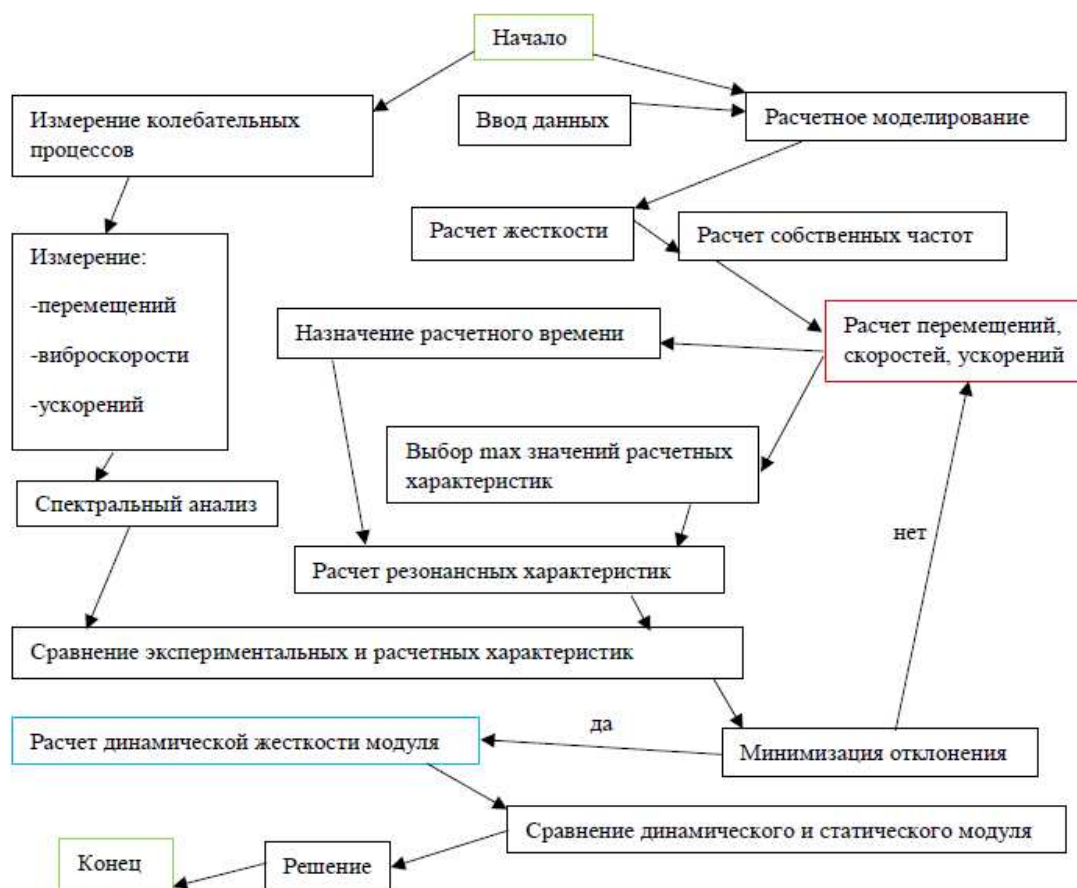 Начало
Измерение колебательных
процессов
Ввод данных
Расчетное моделирование
Расчет жесткости
Расчет собственных частот
Измерение:
-перемещений
-виброскорости
-ускорений
Назначение расчетного времени
Расчет перемещений,
скоростей, ускорений
Выбор max значений расчетных
характеристик
Спектральный анализ
нет
Расчет резонансных характеристик
Сравнение экспериментальных и расчетных характеристик
да
Расчет динамической жесткости модуля
Минимизация отклонения
Сравнение динамического и статического модуля
Решение
Конец